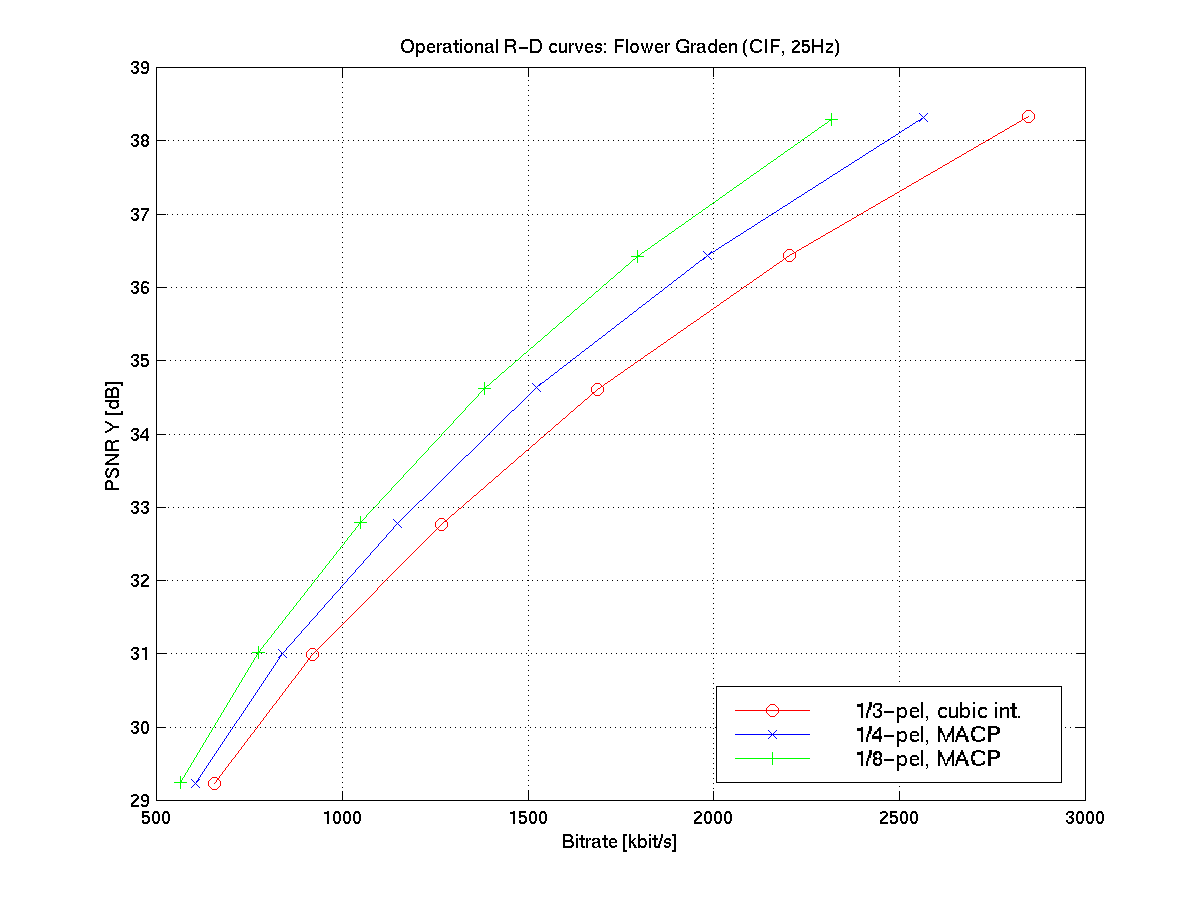 Operational R-D curves: Flower Graden (CIF, 25Hz)
39
38
37
36
35
34
33
32
31
30
29
PSNR Y [dB]
1/3-pel, cubic int.
1/4-pel, MACP
1/8-pel, MACP
500 1000 1500 2000 2500 3000
Bitrate [kbit/s]